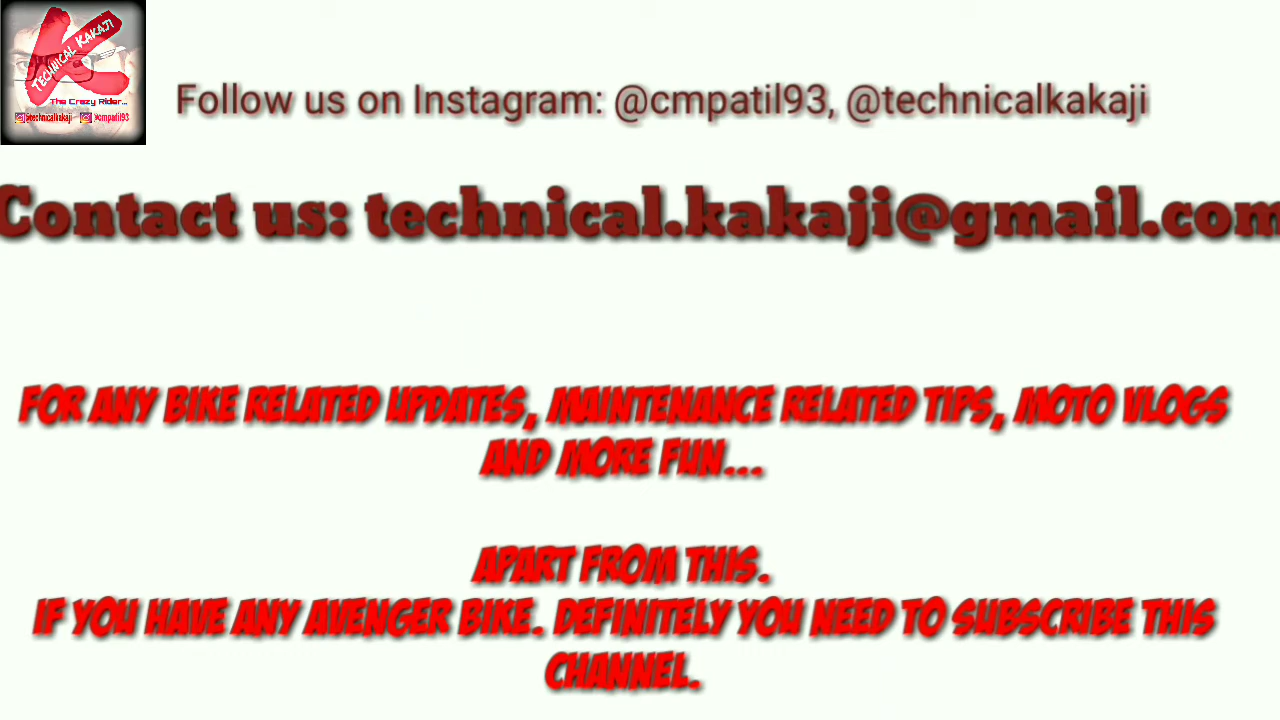 TECHNICAL KAKAJI
The Crazy Rider...
@technicalkakaji @cmpatil93
Follow us on Instagram: @cmpatil93, @technicalkakaji
Contact us: technical.kakaji@gmail.com
FOR ANY BIKE RELATED UPDATES, MAINTENANCE RELATED TIPS, MOTO VLOGS
AND MORE FUN...
APART FROM THIS.
IF YOU HAVE ANY AVENGER BIKE. DEFINITELY YOU NEED TO SUBSCRIBE THIS
CHANNEL.